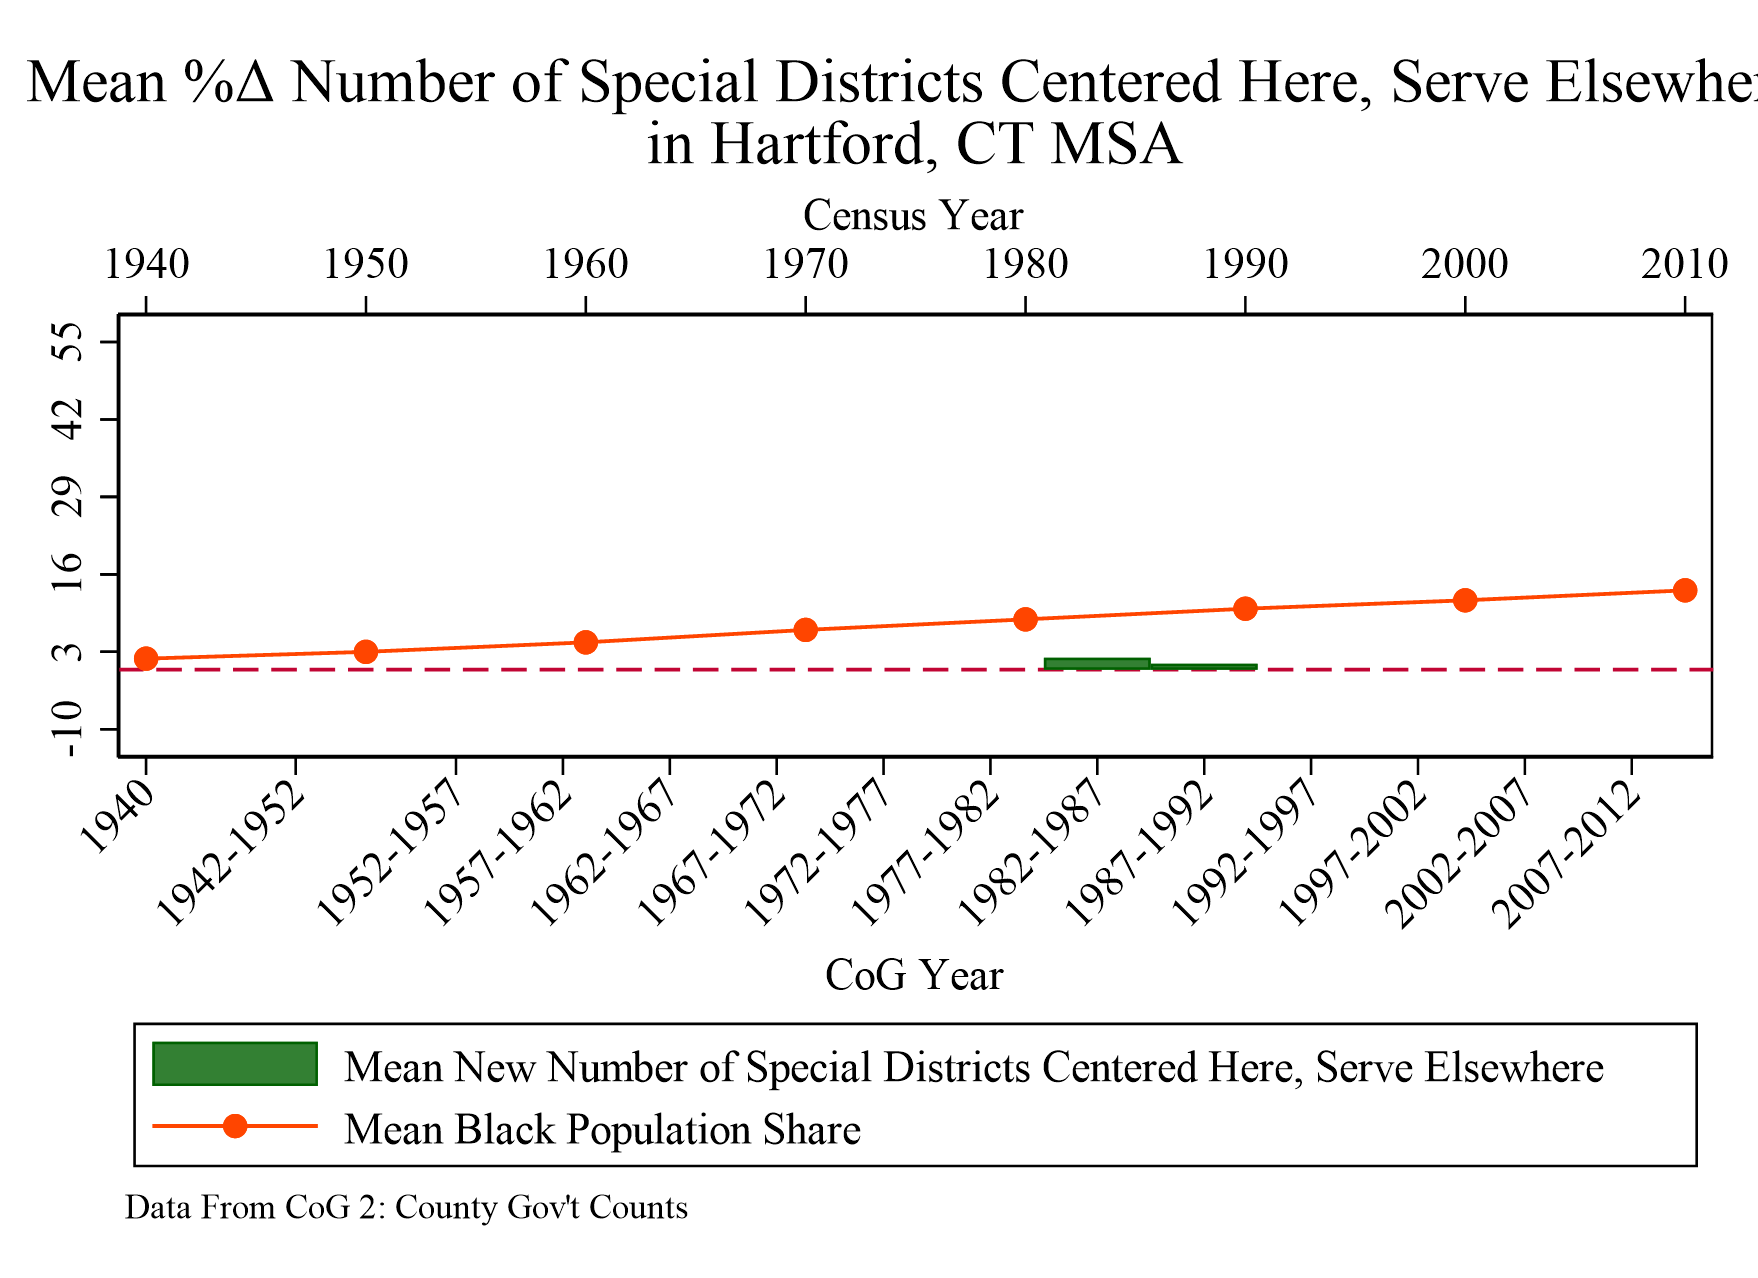 Mean %Δ Number of Special Districts Centered Here, Serve Elsewhe
in Hartford, CT MSA
Census Year
1940 1950 1960 1970 1980 1990 2000 2010
55
42
29
16
3
-10
1940 1942-1952 1952-1957 1957-1962 1962-1967 1967-1972 1972-1977 1977-1982 1982-1987 1987-1992 1992-1997 1997-2002 2002-2007 2007-2012
CoG Year
Mean New Number of Special Districts Centered Here, Serve Elsewhere
Mean Black Population Share
Data From CoG 2: County Gov't Counts